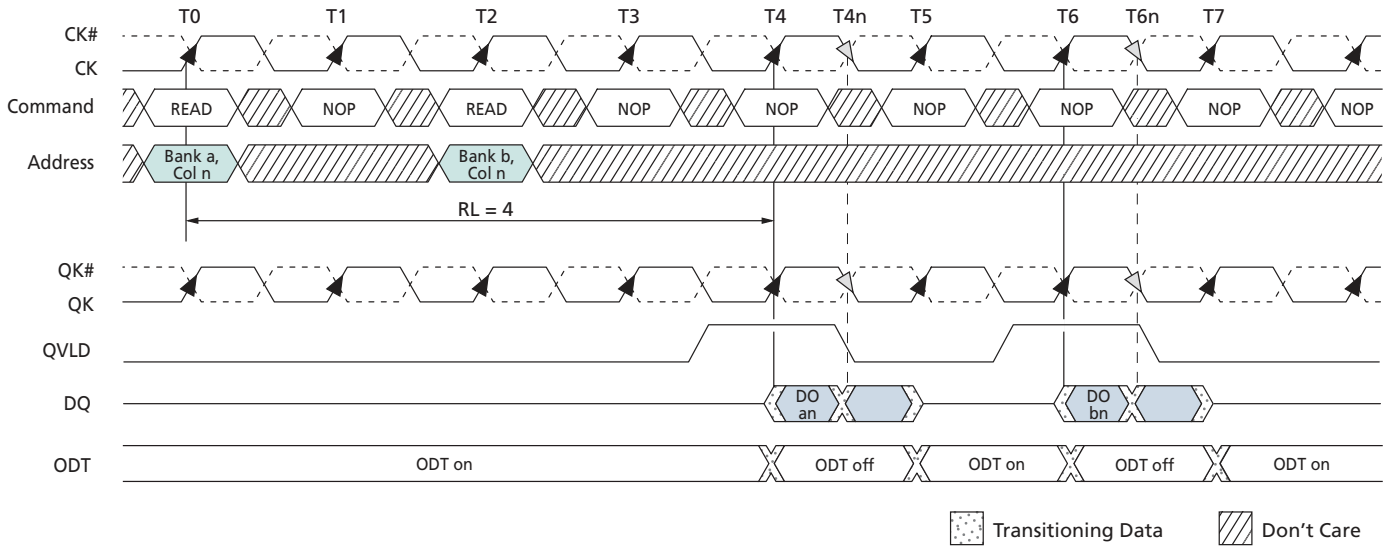 T0 T1 T2 T3 T4 T4n T5 T6 T6n T7
CK#
CK
Command READ NOP READ NOP NOP NOP NOP NOP NOP
Address Bank a, Col n Bank b, Col n
RL = 4
QK#
QK
QVLD
DQ DO an DO bn
ODT ODT on ODT off ODT on ODT off ODT on
Transitioning Data Don't Care